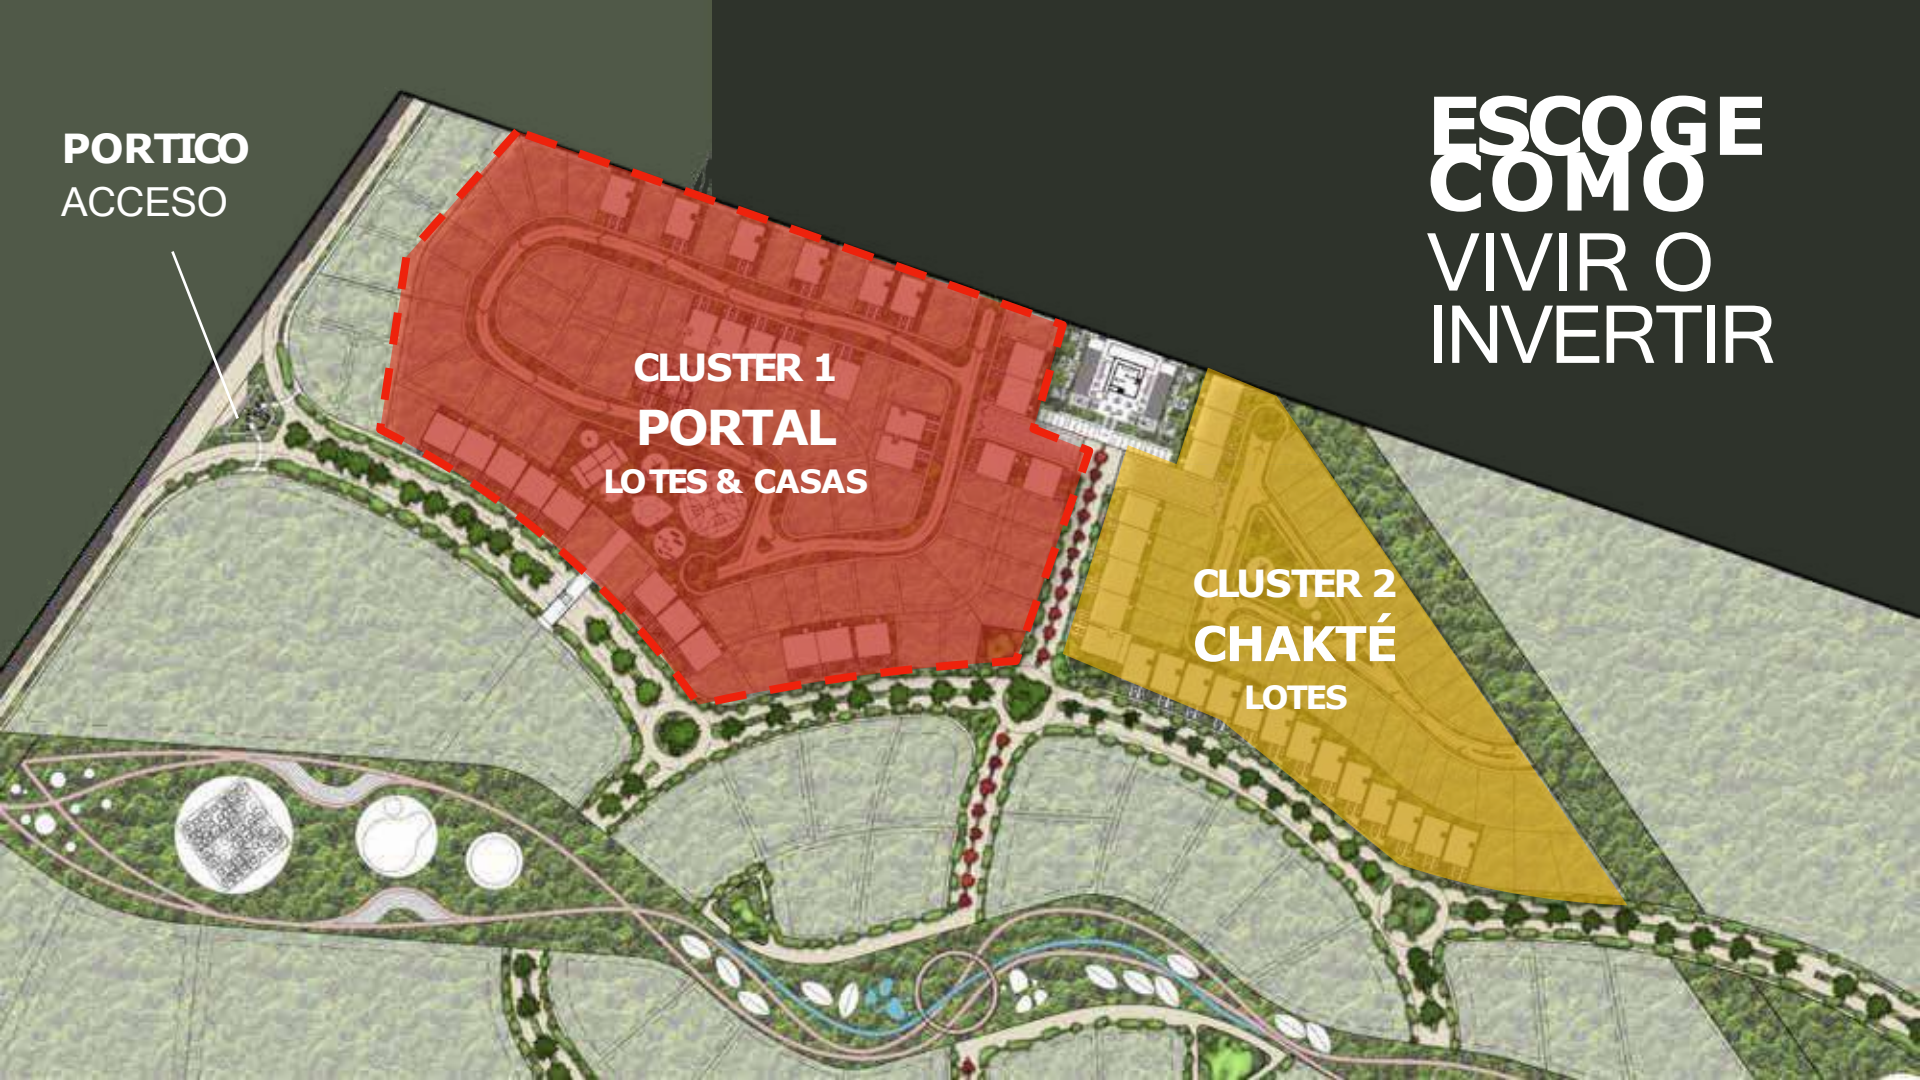 PORTICO
ACCESO
ESCOGE
COMO
VIVIR O
INVERTIR
CLUSTER 1
PORTAL
LOTES & CASAS
CLUSTER 2
CHAKTÉ
LOTES